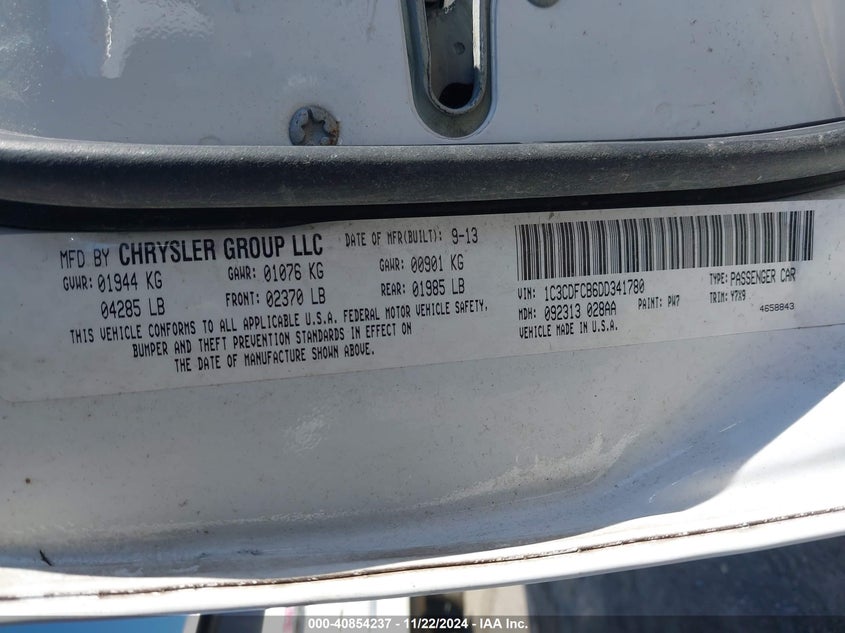 MFD BY CHRYSLER GROUP LLC DATE OF MFR(BUILT): 9-13
GVWR: 01944 KG GAWR: 01076 KG GAWR: 00901 KG
04285 LB FRONT: 02370 LB REAR: 01985 LB
THIS VEHICLE CONFORMS TO ALL APPLICABLE U.S.A. FEDERAL MOTOR VEHICLE SAFETY,
BUMPER AND THEFT PREVENTION STANDARDS IN EFFECT ON
THE DATE OF MANUFACTURE SHOWN ABOVE.
VIN: 1C3CDFCB6DD341780 TYPE: PASSENGER CAR
MDH: 092313 028AA PAINT: PW7 TRIM: Y7X9
VEHICLE MADE IN U.S.A. 4658843
000-40854237 - 11/22/2024 - IAA Inc.